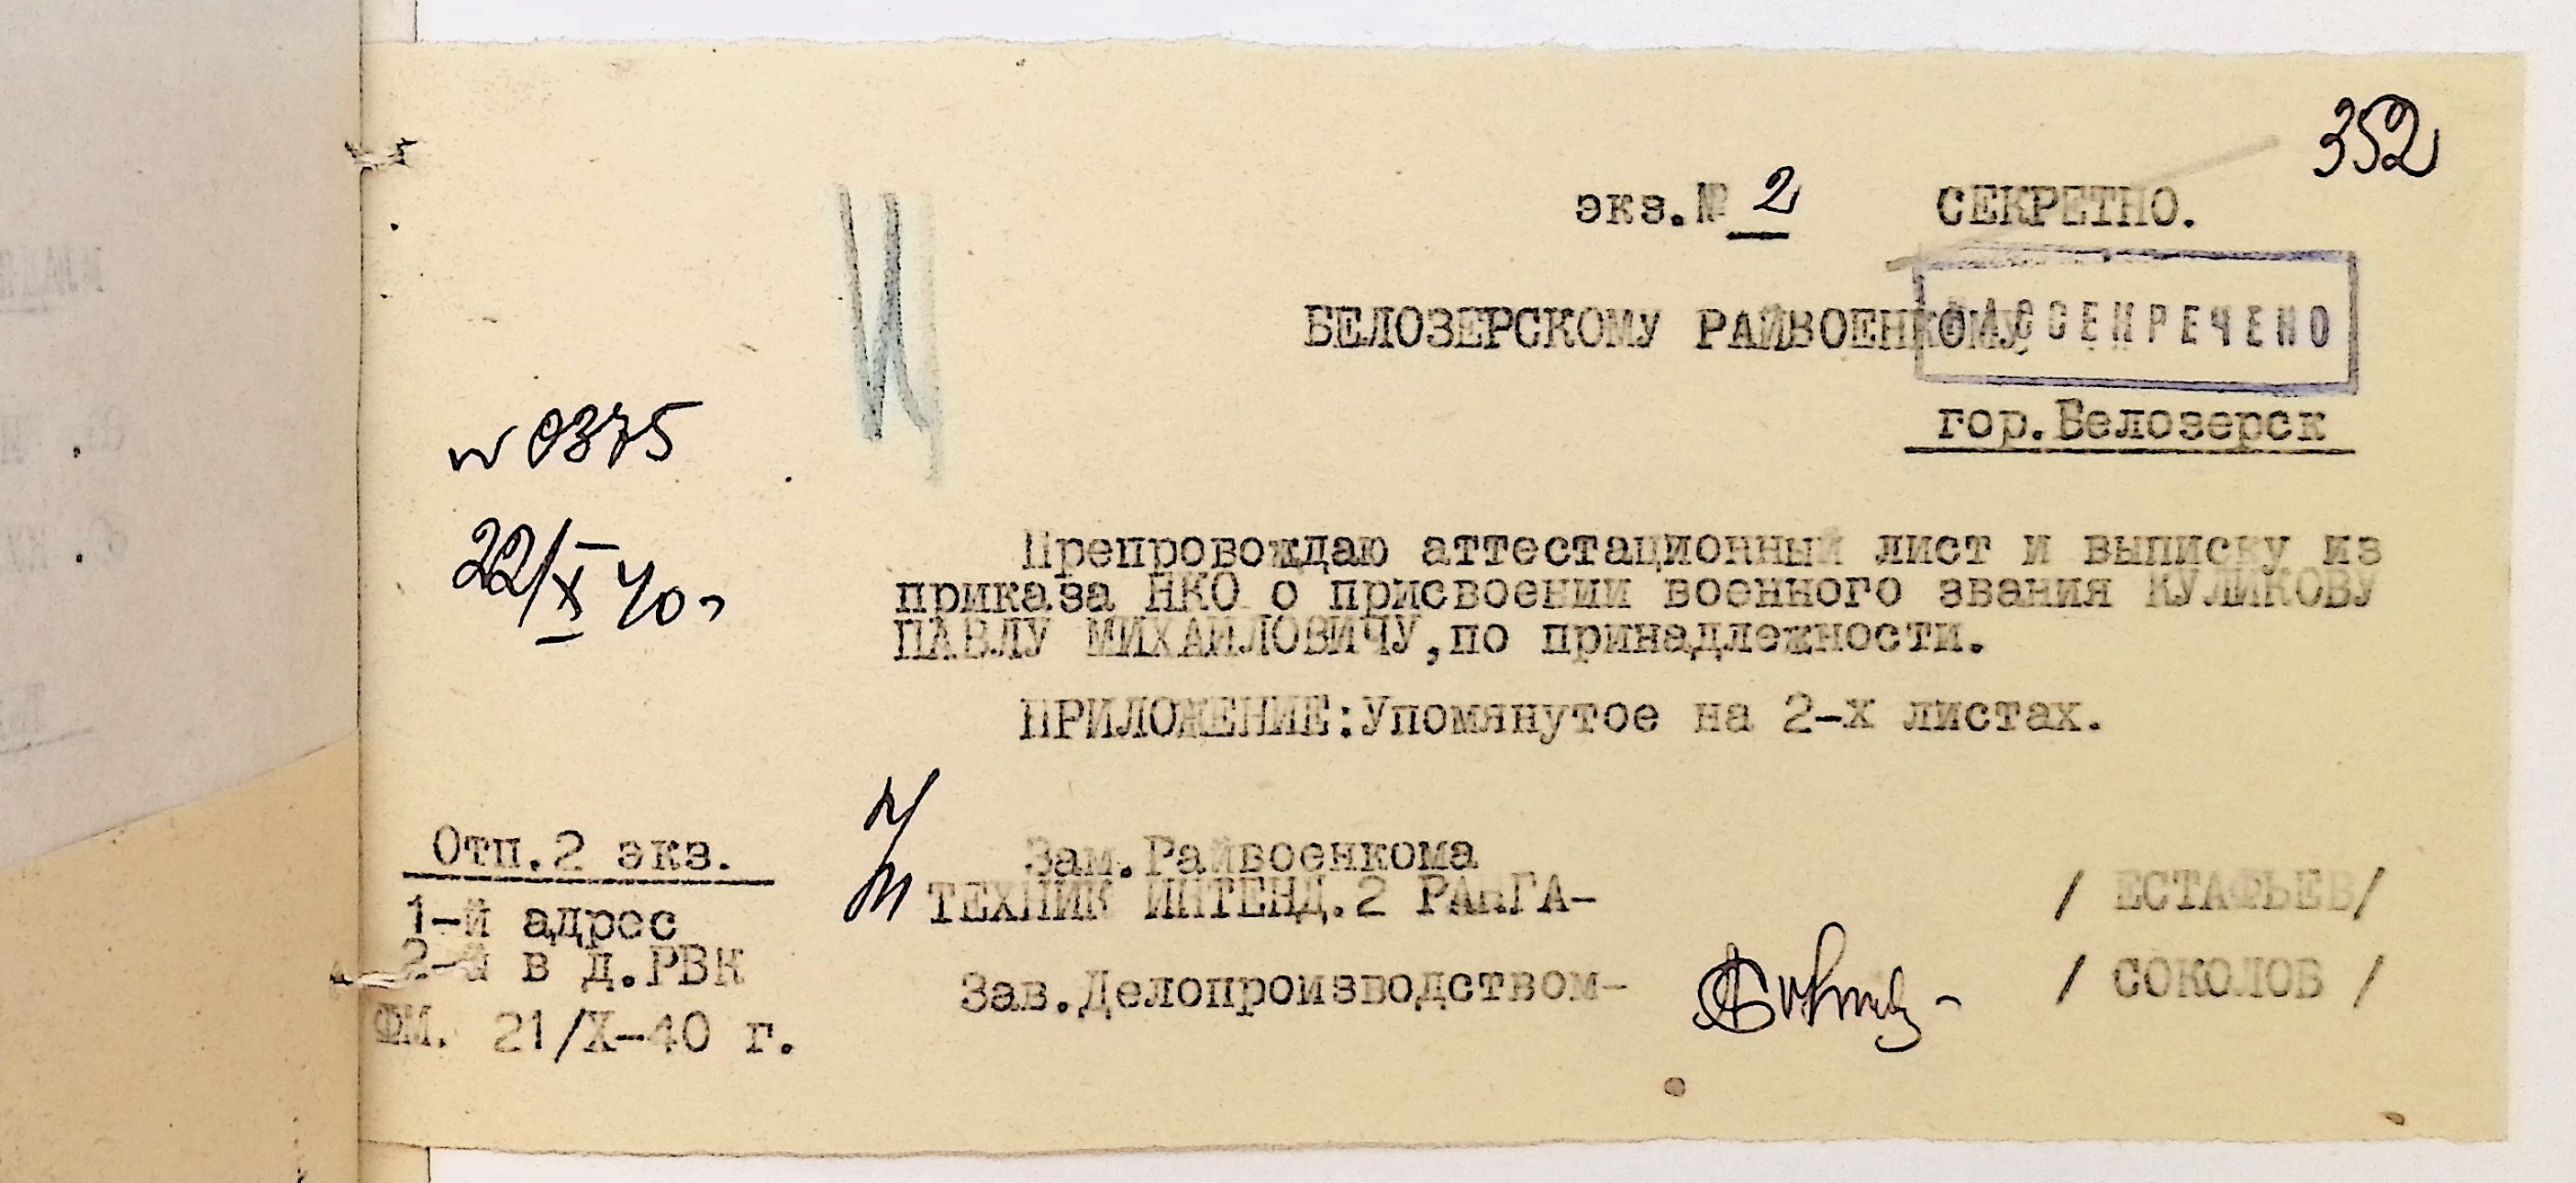 352
экз.№ 2 СЕКРЕТНО.
БЕЛОЗЕРСКОМУ РАЙВОЕНКОМУ
РАССЕКРЕЧЕНО
гор.Белозерск
№ 0375
22/X 40 г
Препровождаю аттестационный лист и выписку из
приказа НКО о присвоении военного звания КУЛИКОВУ
ПАВЛУ МИХАЙЛОВИЧУ,по принадлежности.
ПРИЛОЖЕНИЕ:Упомянутое на 2-х листах.
Зам.Райвоенкома
ТЕХНИК ИНТЕНД.2 РАнГА- / ЕСТАФЬЕВ/
Зав.Делопроизводством- / СОКОЛОВ /
Отп.2 экз.
1-й адрес
2-й в д.РВК
ФМ. 21/X-40 г.